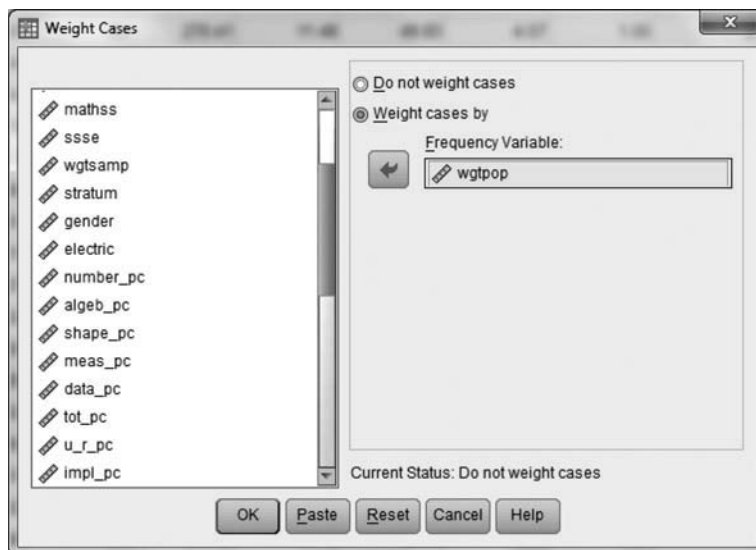 Weight Cases
mathss
ssse
wgtsamp
stratum
gender
electric
number_pc
algeb_pc
shape_pc
meas_pc
data_pc
tot_pc
u_r_pc
impl_pc
Do not weight cases
Weight cases by
Frequency Variable:
wgtpop
Current Status: Do not weight cases
OK
Paste
Reset
Cancel
Help